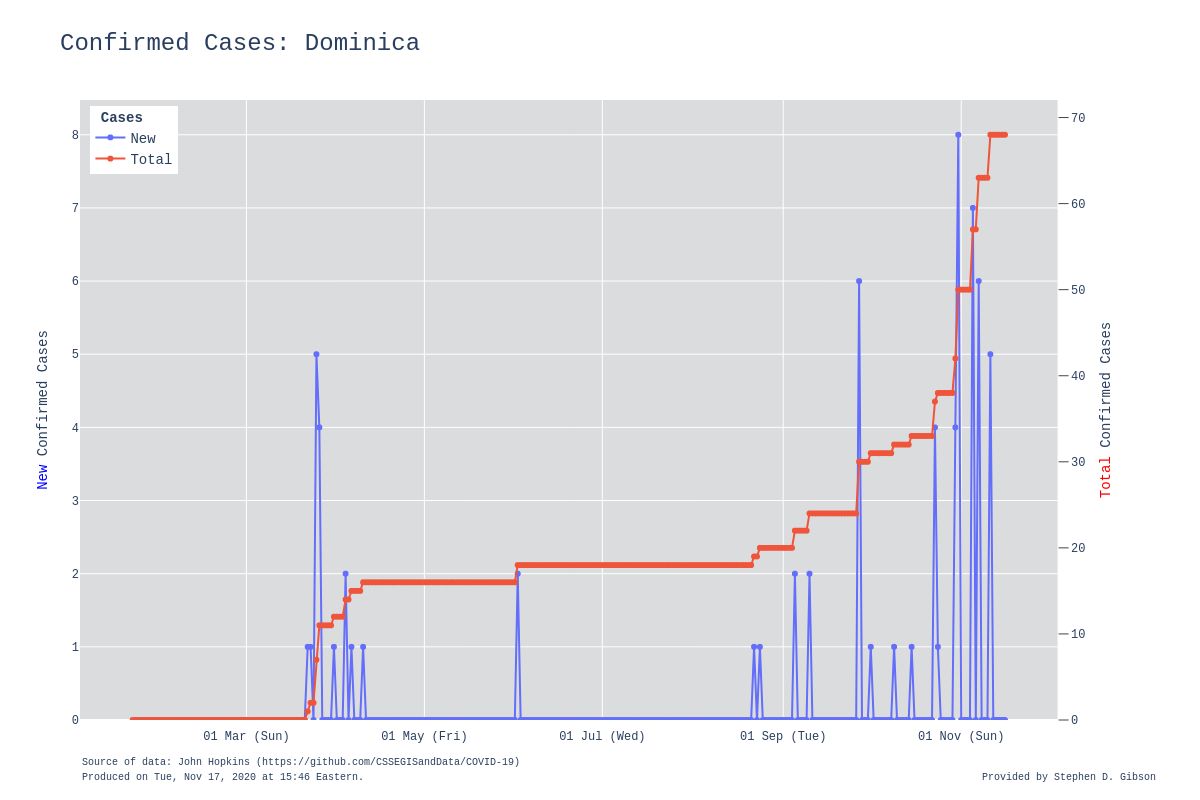 Confirmed Cases: Dominica
Cases
New
Total
8
7
6
5
4
3
2
1
0
New Confirmed Cases
70
60
50
40
30
20
10
0
Total Confirmed Cases
01 Mar (Sun)
01 May (Fri)
01 Jul (Wed)
01 Sep (Tue)
01 Nov (Sun)
Source of data: John Hopkins (https://github.com/CSSEGISandData/COVID-19)
Produced on Tue, Nov 17, 2020 at 15:46 Eastern.
Provided by Stephen D. Gibson